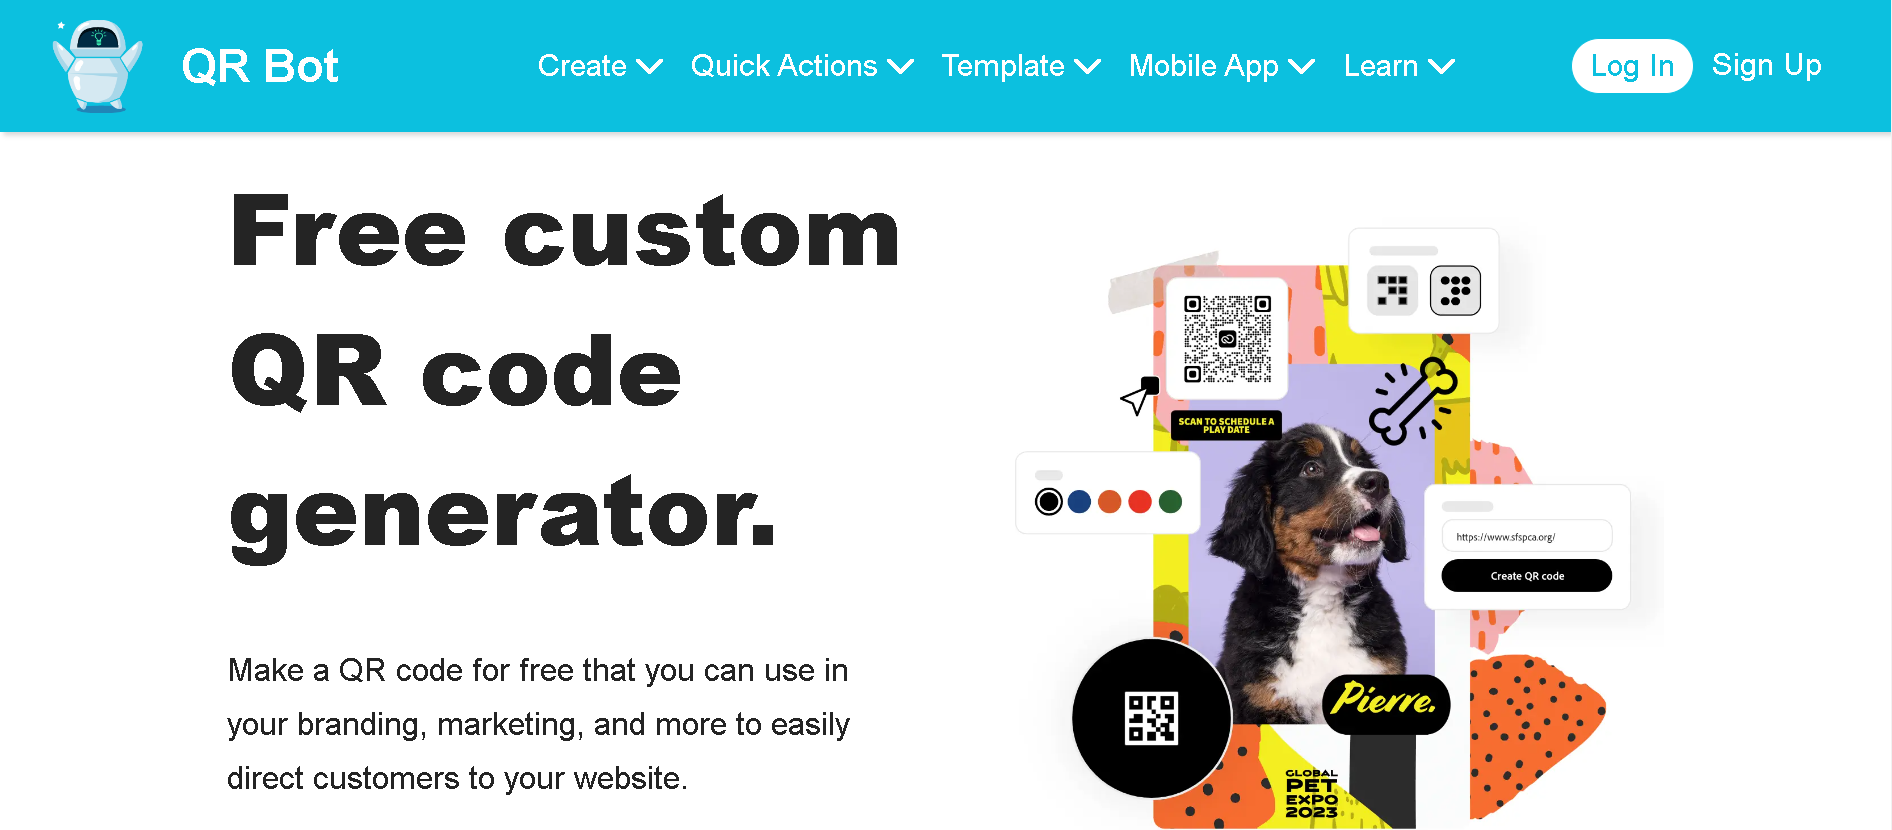 QR Bot
Create
Quick Actions
Template
Mobile App
Learn
Log In
Sign Up
Free custom
QR code
generator.
Make a QR code for free that you can use in
your branding, marketing, and more to easily
direct customers to your website.
SCAN TO SCHEDULE A
PLAY DATE
https://www.sfspca.org/
Create QR code
Pierre.
GLOBAL
PET
EXPO
2023